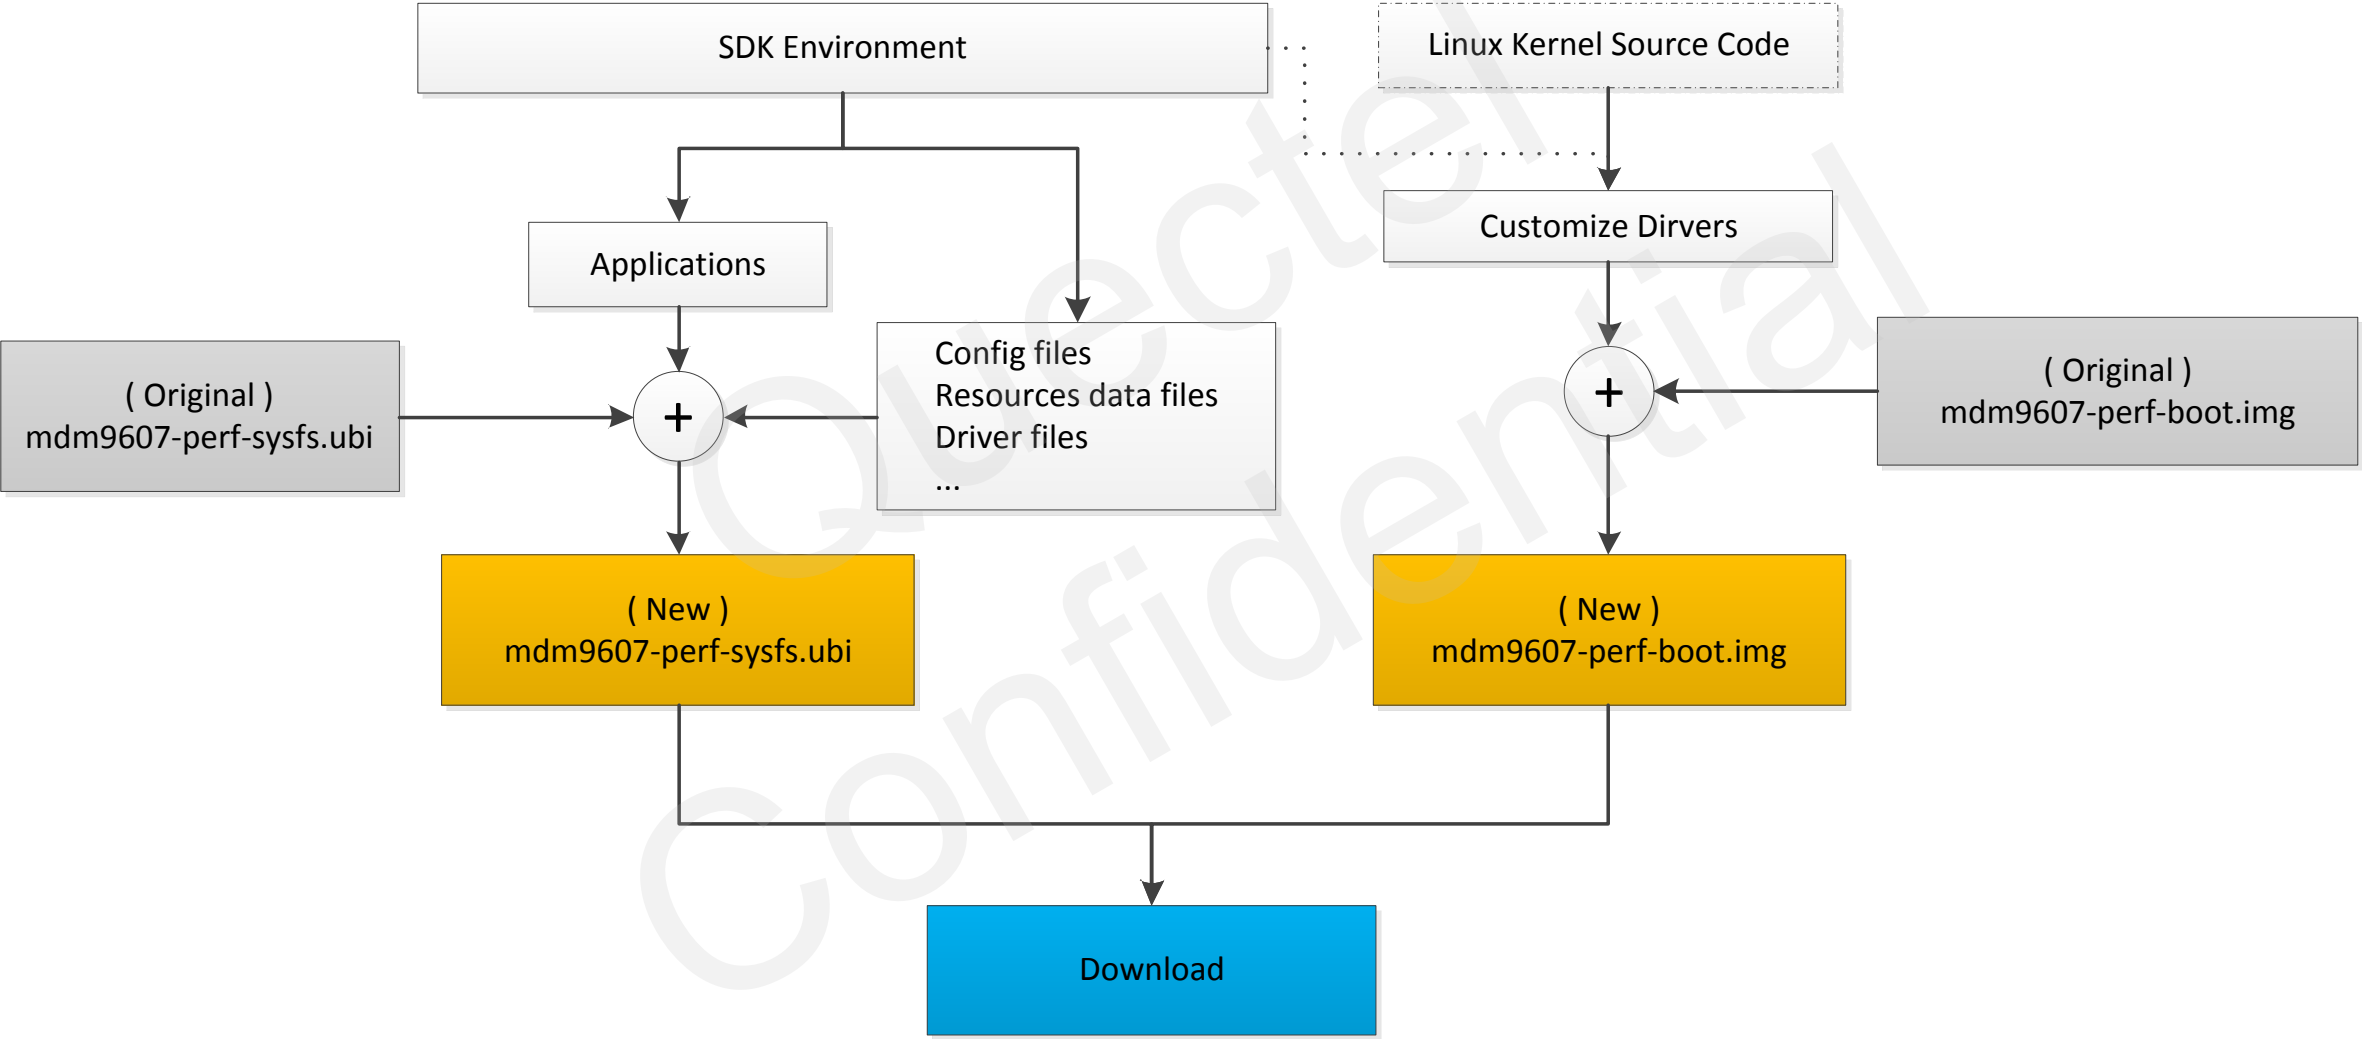 SDK Environment
Linux Kernel Source Code
Customize Dirvers
Applications
Config files
Resources data files
Driver files
...
( Original )
mdm9607-perf-sysfs.ubi
+
+
( Original )
mdm9607-perf-boot.img
( New )
mdm9607-perf-sysfs.ubi
( New )
mdm9607-perf-boot.img
Download
Quectel
Confidential